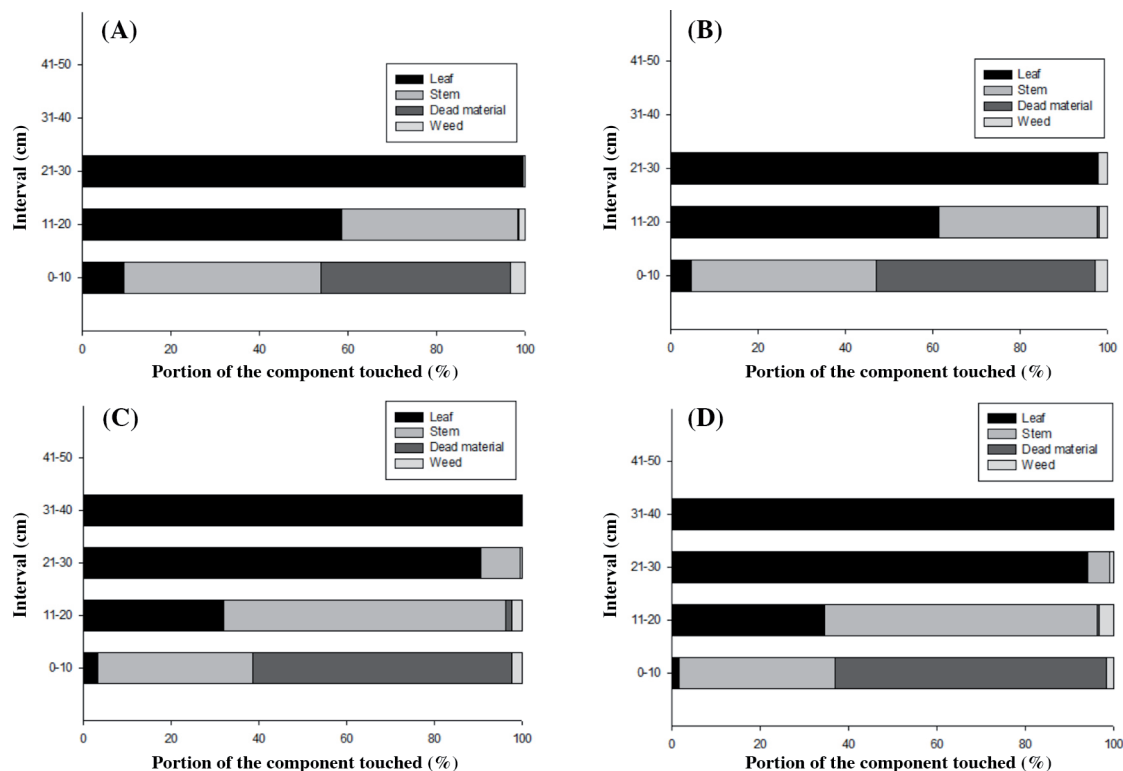 (A)
Leaf
Stem
Dead material
Weed
Interval (cm)
41-50
31-40
21-30
11-20
0-10
0 20 40 60 80 100
Portion of the component touched (%)
(B)
Leaf
Stem
Dead material
Weed
Interval (cm)
41-50
31-40
21-30
11-20
0-10
0 20 40 60 80 100
Portion of the component touched (%)
(C)
Leaf
Stem
Dead material
Weed
Interval (cm)
41-50
31-40
21-30
11-20
0-10
0 20 40 60 80 100
Portion of the component touched (%)
(D)
Leaf
Stem
Dead material
Weed
Interval (cm)
41-50
31-40
21-30
11-20
0-10
0 20 40 60 80 100
Portion of the component touched (%)